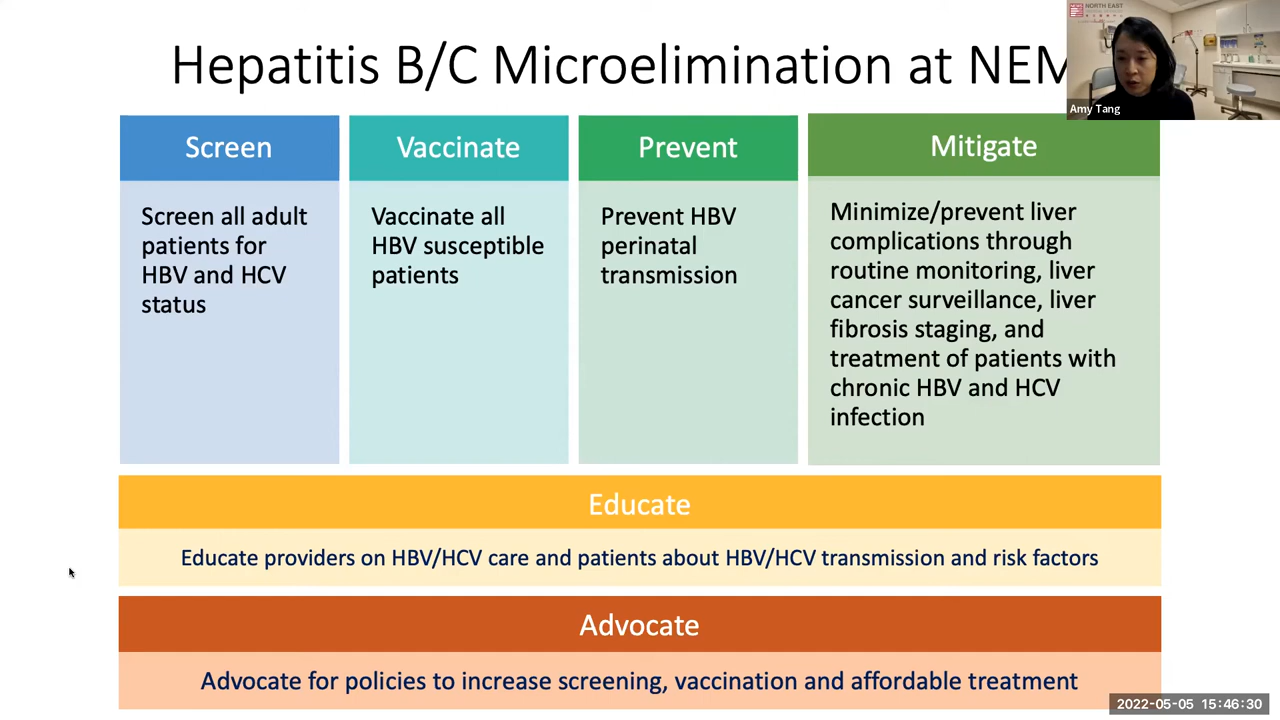 Hepatitis B/C Microelimination at NEM
NORTH EAST
Amy Tang
Screen
Screen all adult
patients for
HBV and HCV
status
Vaccinate
Vaccinate all
HBV susceptible
patients
Prevent
Prevent HBV
perinatal
transmission
Mitigate
Minimize/prevent liver
complications through
routine monitoring, liver
cancer surveillance, liver
fibrosis staging, and
treatment of patients with
chronic HBV and HCV
infection
Educate
Educate providers on HBV/HCV care and patients about HBV/HCV transmission and risk factors
Advocate
Advocate for policies to increase screening, vaccination and affordable treatment
2022-05-05 15:46:30